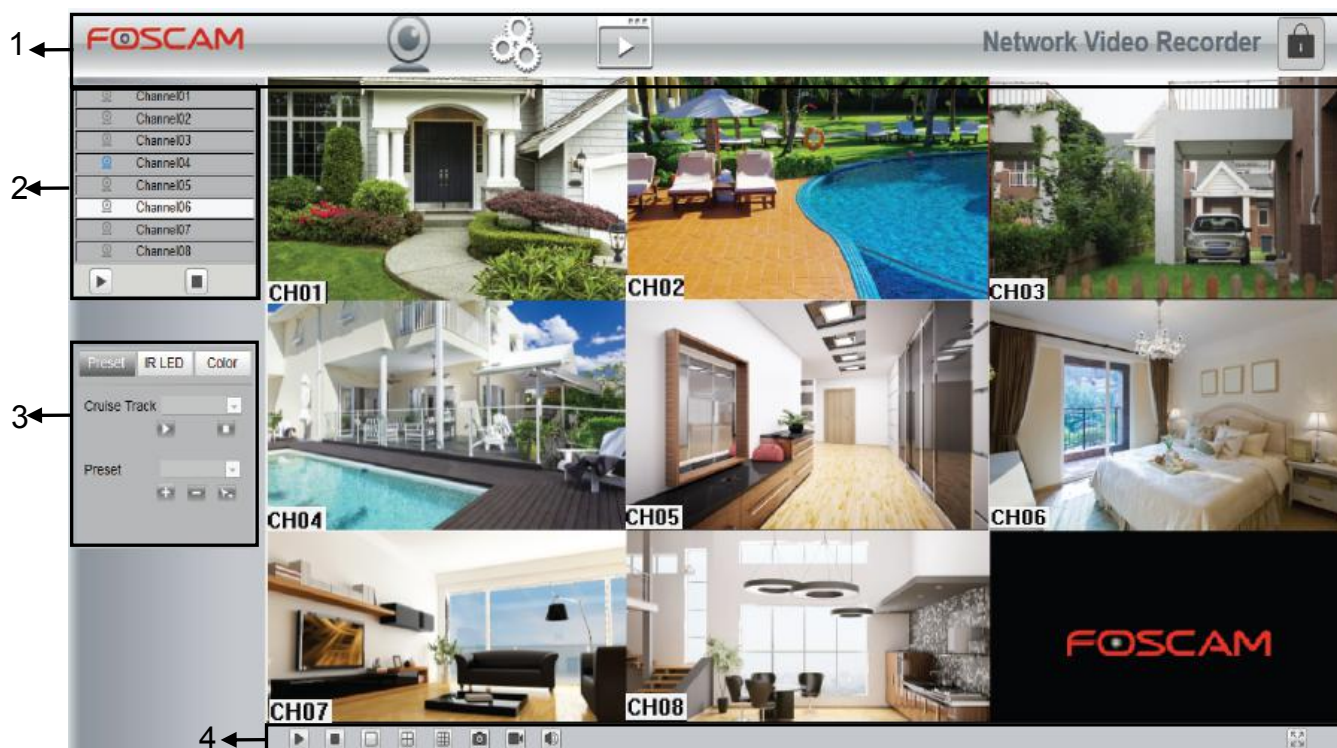 1
FOSCAM
Network Video Recorder
2
Channel01
Channel02
Channel03
Channel04
Channel05
Channel06
Channel07
Channel08
CH01
CH02
CH03
3
Preset IR LED Color
Cruise Track
Preset
CH04
CH05
CH06
CH07
CH08
FOSCAM
4